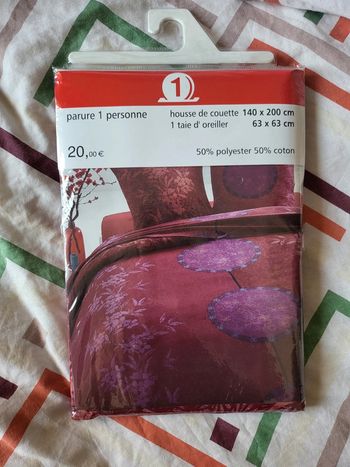 1
parure 1 personne
housse de couette 140 x 200 cm
1 taie d' oreiller 63 x 63 cm
20,00 €
50% polyester 50% coton